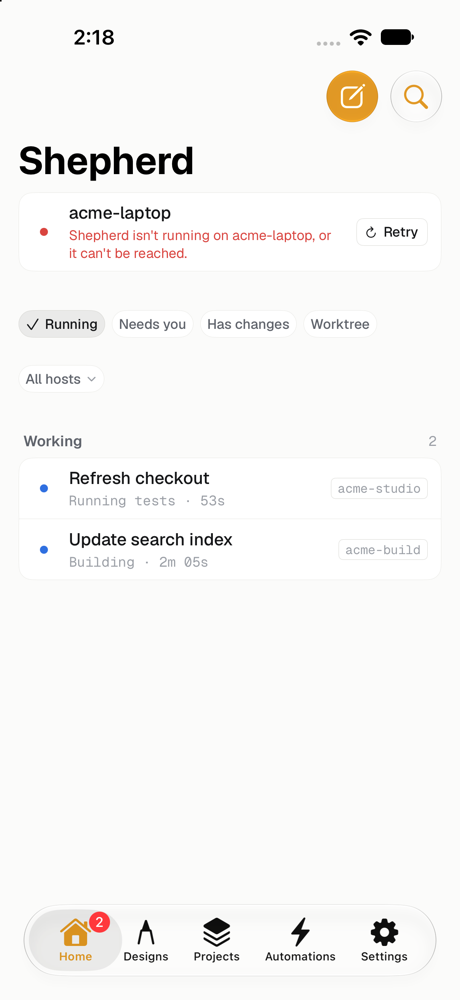 2:18
Shepherd
acme-laptop
Shepherd isn't running on acme-laptop, or
it can't be reached.
Retry
Running
Needs you
Has changes
Worktree
All hosts
Working
2
Refresh checkout
Running tests · 53s
acme-studio
Update search index
Building · 2m 05s
acme-build
2
Home
Designs
Projects
Automations
Settings